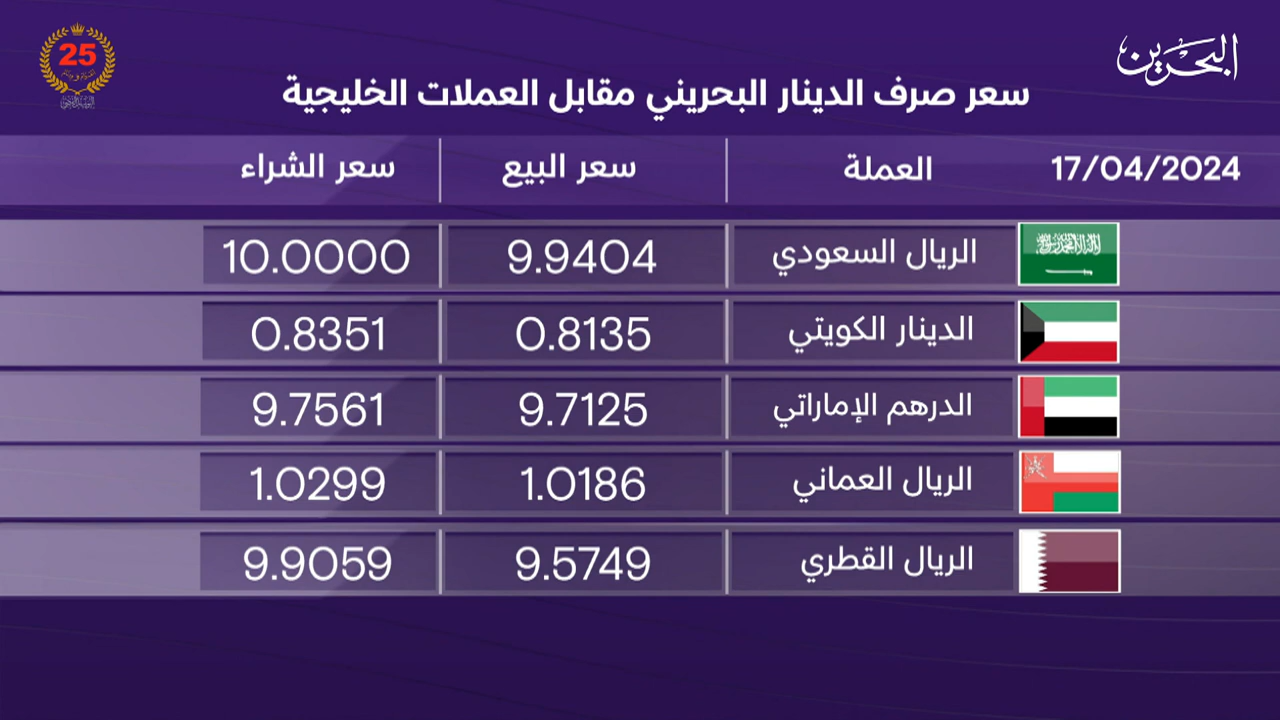 البحرين
25
سعر صرف الدينار البحريني مقابل العملات الخليجية
17/04/2024 العملة سعر البيع سعر الشراء
الريال السعودي 9.9404 10.0000
الدينار الكويتي 0.8135 0.8351
الدرهم الإماراتي 9.7125 9.7561
الريال العماني 1.0186 1.0299
الريال القطري 9.5749 9.9059